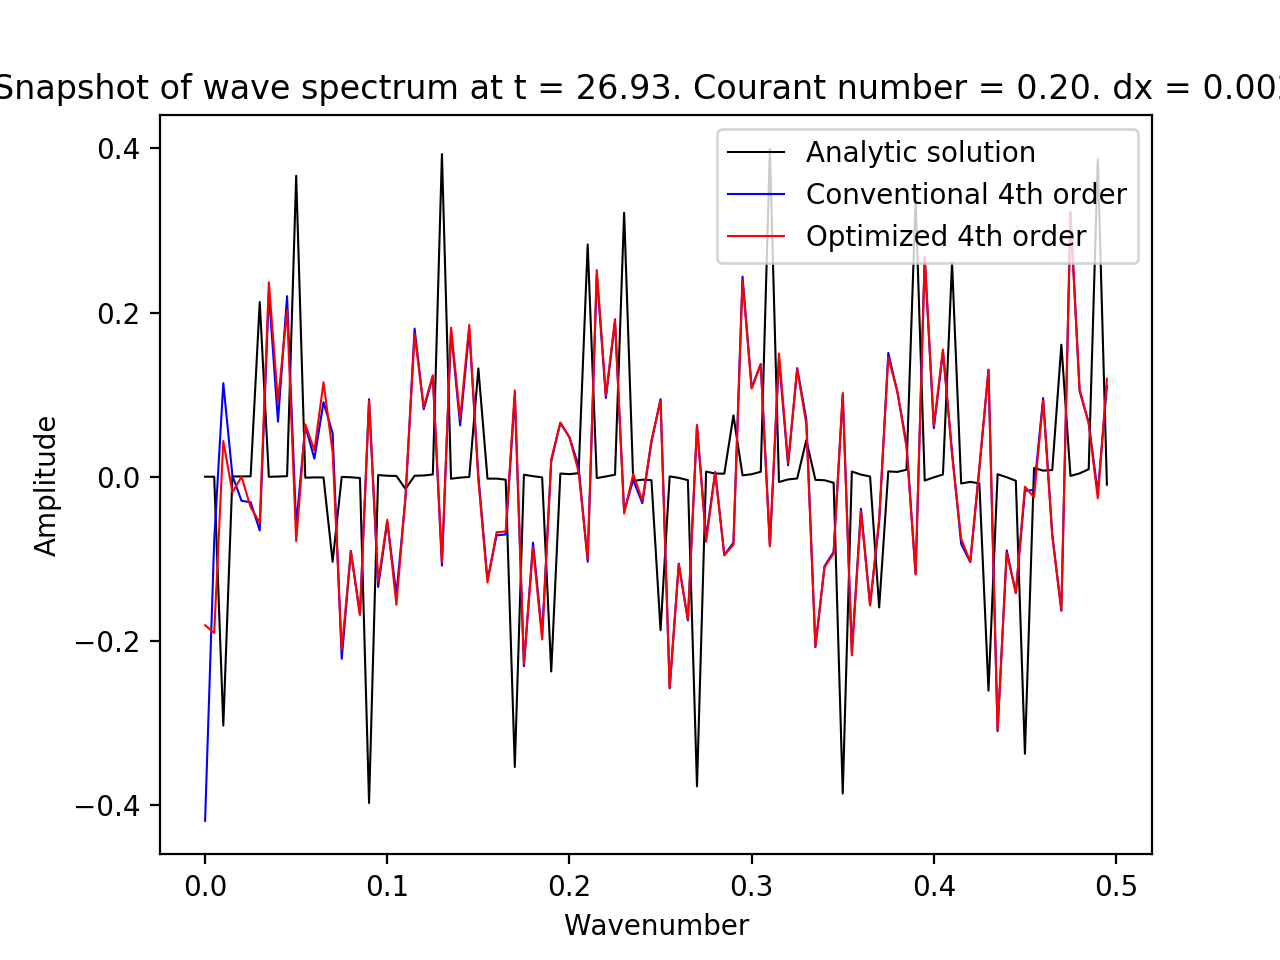 Snapshot of wave spectrum at t = 26.93. Courant number = 0.20. dx = 0.00
Analytic solution
Conventional 4th order
Optimized 4th order
Amplitude
0.4
0.2
0.0
−0.2
−0.4
0.0 0.1 0.2 0.3 0.4 0.5
Wavenumber